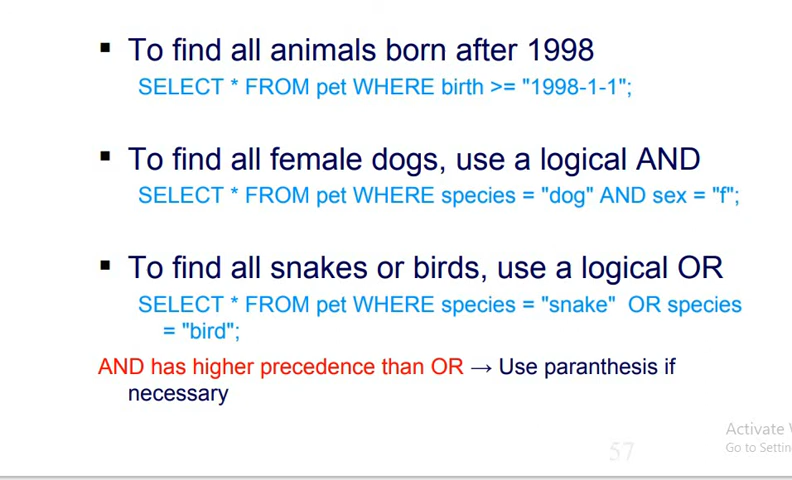 ▪ To find all animals born after 1998
SELECT * FROM pet WHERE birth >= "1998-1-1";
▪ To find all female dogs, use a logical AND
SELECT * FROM pet WHERE species = "dog" AND sex = "f";
▪ To find all snakes or birds, use a logical OR
SELECT * FROM pet WHERE species = "snake"  OR species
= "bird";
AND has higher precedence than OR → Use paranthesis if
necessary
Activate
Go to Settin
57